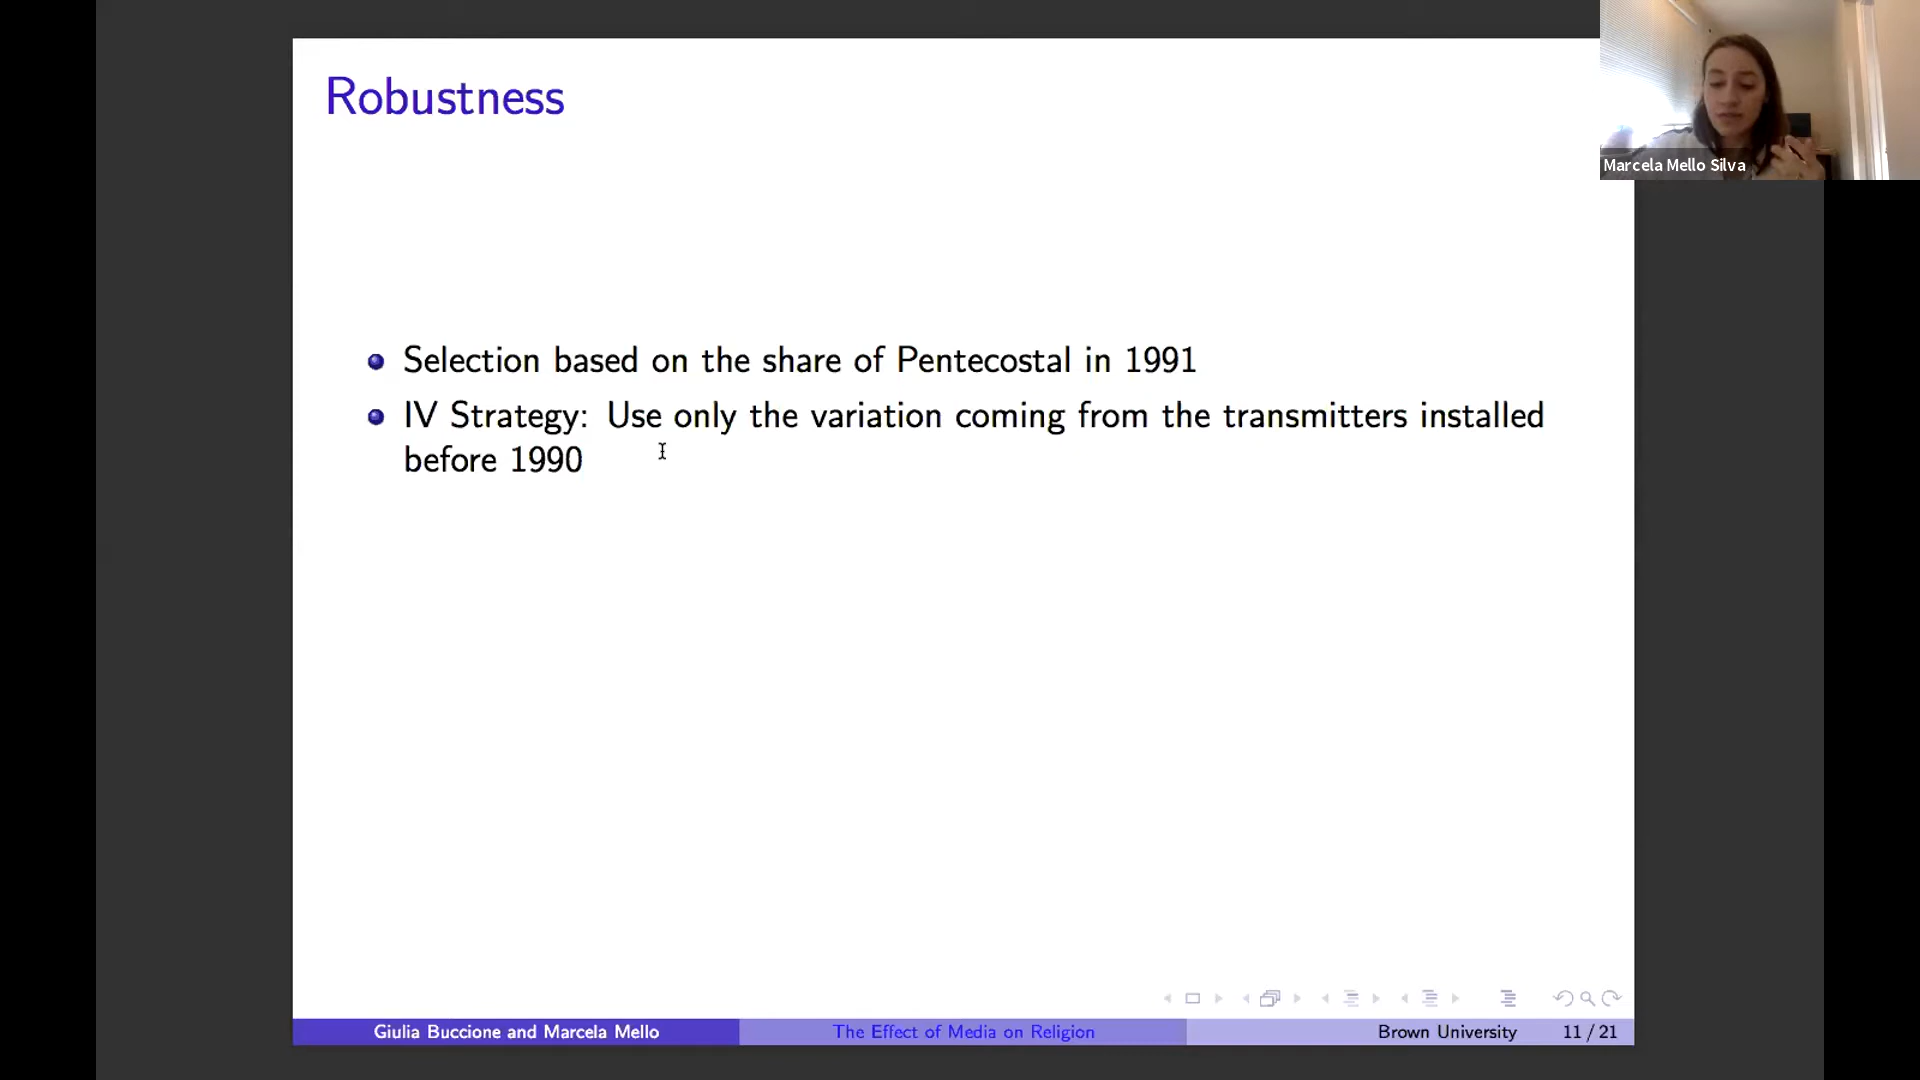 Robustness
Marcela Mello Silva
Selection based on the share of Pentecostal in 1991
IV Strategy: Use only the variation coming from the transmitters installed
before 1990
Giulia Buccione and Marcela Mello
The Effect of Media on Religion
Brown University
11 / 21